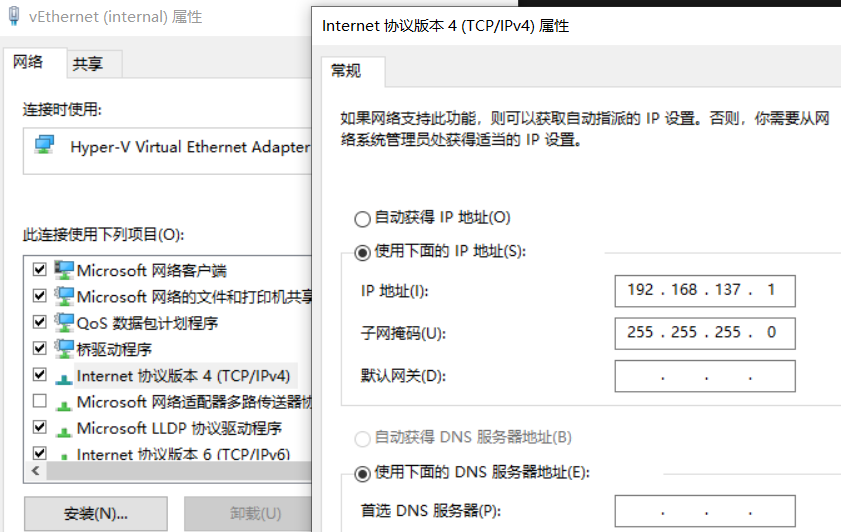 vEthernet (internal) 属性
网络
共享
连接时使用:
Hyper-V Virtual Ethernet Adapter
此连接使用下列项目(O):
Microsoft 网络客户端
Microsoft 网络的文件和打印机共享
QoS 数据包计划程序
桥驱动程序
Internet 协议版本 4 (TCP/IPv4)
Microsoft 网络适配器多路传送器协
Microsoft LLDP 协议驱动程序
Internet 协议版本 6 (TCP/IPv6)
安装(N)...
卸载(U)
Internet 协议版本 4 (TCP/IPv4) 属性
常规
如果网络支持此功能，则可以获取自动指派的 IP 设置。否则，你需要从网
络系统管理员处获得适当的 IP 设置。
自动获得 IP 地址(O)
使用下面的 IP 地址(S):
IP 地址(I):
192 . 168 . 137 . 1
子网掩码(U):
255 . 255 . 255 . 0
默认网关(D):
. . .
自动获得 DNS 服务器地址(B)
使用下面的 DNS 服务器地址(E):
首选 DNS 服务器(P):
. . .